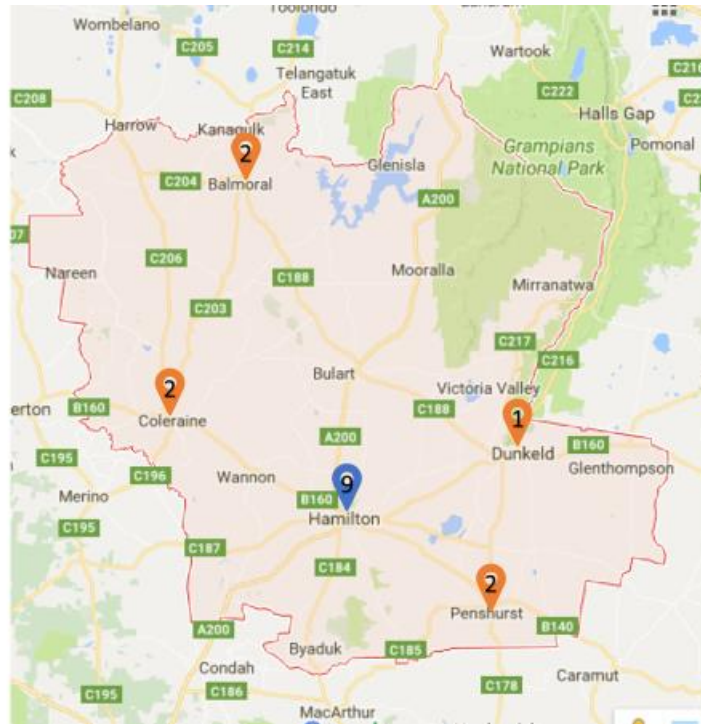 Toolondo
Wombelano
C205
C214
Wartook
C216
Telangatuk
East
C208
C222
Halls Gap
Harrow
Kanagulk
Grampians
National Park
Pomonal
2
Balmoral
Glenisla
C204
A200
Nareen
C206
Mooralla
Mirranatwa
C188
C203
C217
C216
Bulart
Victoria Valley
2
B160
Coleraine
C188
1
A200
Dunkeld
B160
Glenthompson
C195
C196
Wannon
Merino
9
B160
Hamilton
C195
C187
C184
2
Penshurst
A200
B140
Byaduk
C185
Condah
Caramut
C195
C186
C178
MacArthur